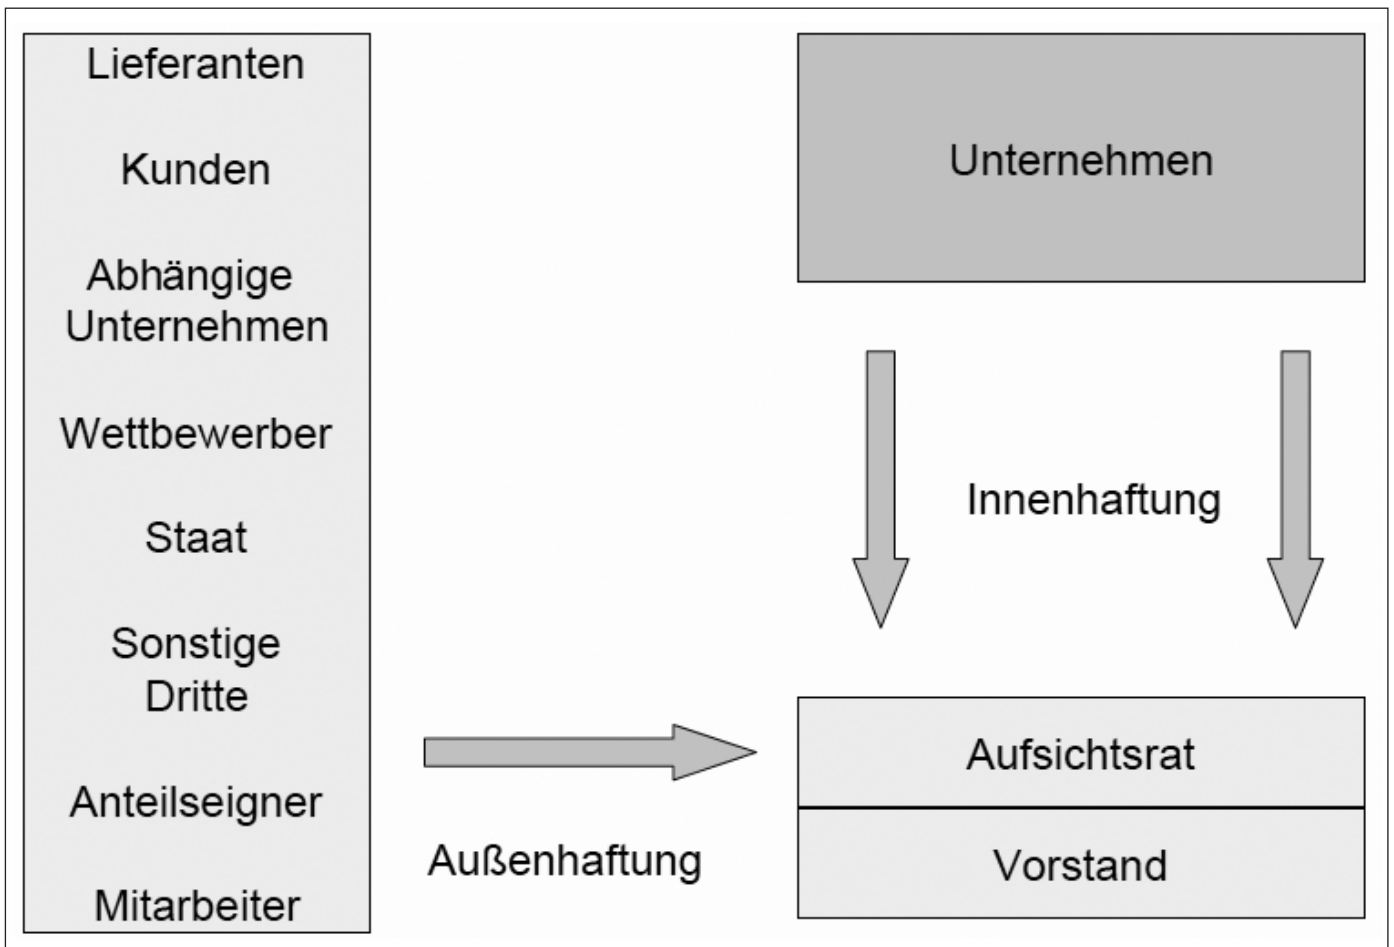 Lieferanten
Kunden
Abhängige
Unternehmen
Wettbewerber
Staat
Sonstige
Dritte
Anteilseigner
Mitarbeiter
Außenhaftung
Unternehmen
Innenhaftung
Aufsichtsrat
Vorstand